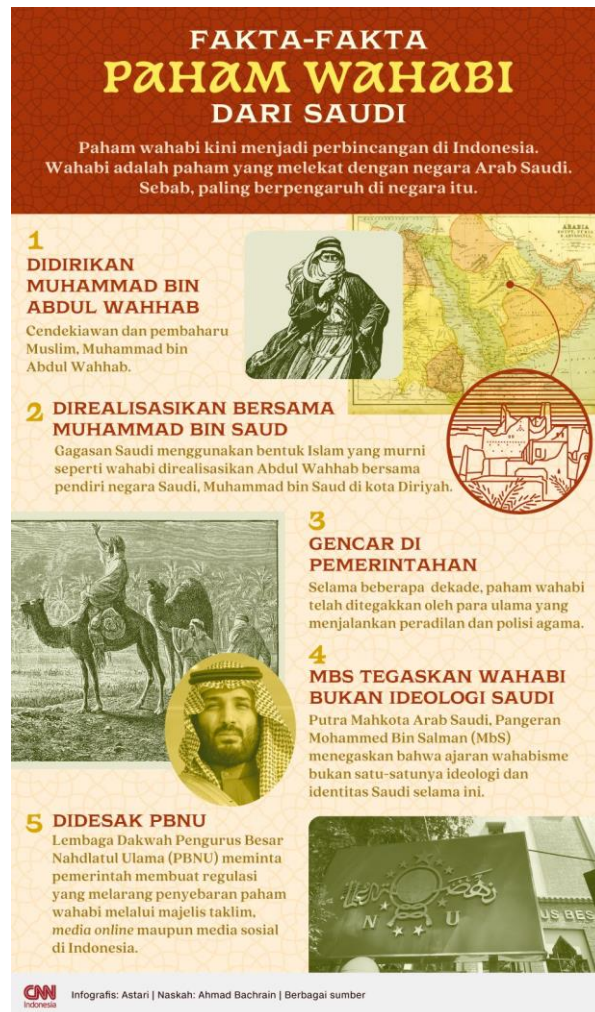 FAKTA-FAKTA
PAHAM WAHABI
DARI SAUDI
Paham wahabi kini menjadi perbincangan di Indonesia.
Wahabi adalah paham yang melekat dengan negara Arab Saudi.
Sebab, paling berpengaruh di negara itu.
ARABIA
1
DIDIRIKAN
MUHAMMAD BIN
ABDUL WAHHAB
Cendekiawan dan pembaharu
Muslim, Muhammad bin
Abdul Wahhab.
2 DIREALISASIKAN BERSAMA
MUHAMMAD BIN SAUD
Gagasan Saudi menggunakan bentuk Islam yang murni
seperti wahabi direalisasikan Abdul Wahhab bersama
pendiri negara Saudi, Muhammad bin Saud di kota Diriyah.
3
GENCAR DI
PEMERINTAHAN
Selama beberapa dekade, paham wahabi
telah ditegakkan oleh para ulama yang
menjalankan peradilan dan polisi agama.
4
MBS TEGASKAN WAHABI
BUKAN IDEOLOGI SAUDI
Putra Mahkota Arab Saudi, Pangeran
Mohammed Bin Salman (MbS)
menegaskan bahwa ajaran wahabisme
bukan satu-satunya ideologi dan
identitas Saudi selama ini.
5 DIDESAK PBNU
Lembaga Dakwah Pengurus Besar
Nahdlatul Ulama (PBNU) meminta
pemerintah membuat regulasi
yang melarang penyebaran paham
wahabi melalui majelis taklim,
media online maupun media sosial
di Indonesia.
N U
US BES
CNN
Indonesia
Infografis: Astari | Naskah: Ahmad Bachrain | Berbagai sumber